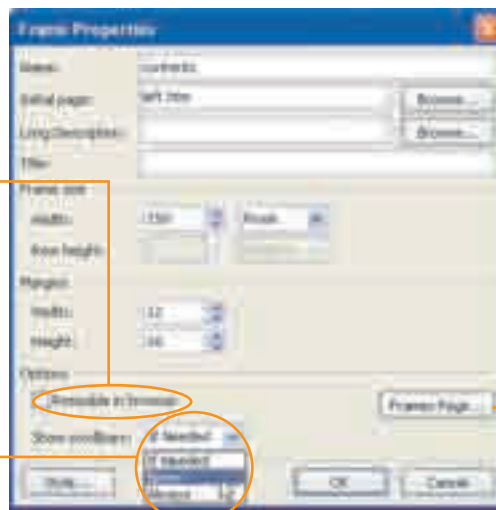 Frame Properties
Name: contents
Initial page: left.htm Browse...
Long Description: Browse...
Title:
Frame size
Width: 150 Pixels
Row height:
Margins
Width: 12
Height: 16
Options
Resizable in browser Frames Page...
Show scrollbars: If Needed
If Needed
Never
Always
Style... OK Cancel